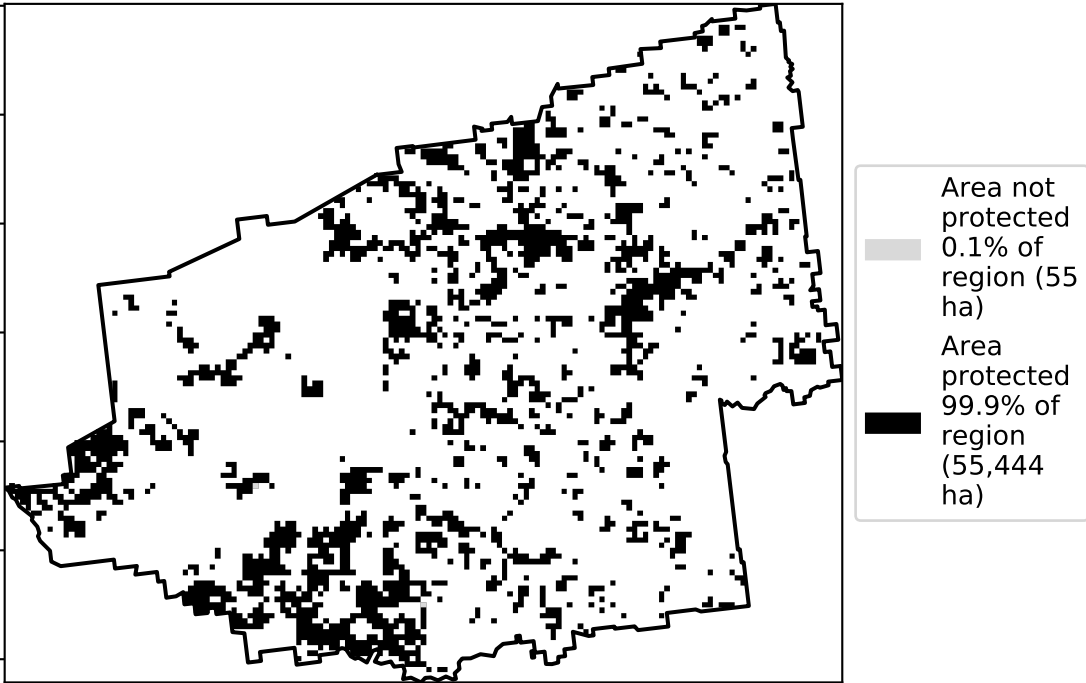 Area not
protected
0.1% of
region (55
ha)
Area
protected
99.9% of
region
(55,444
ha)